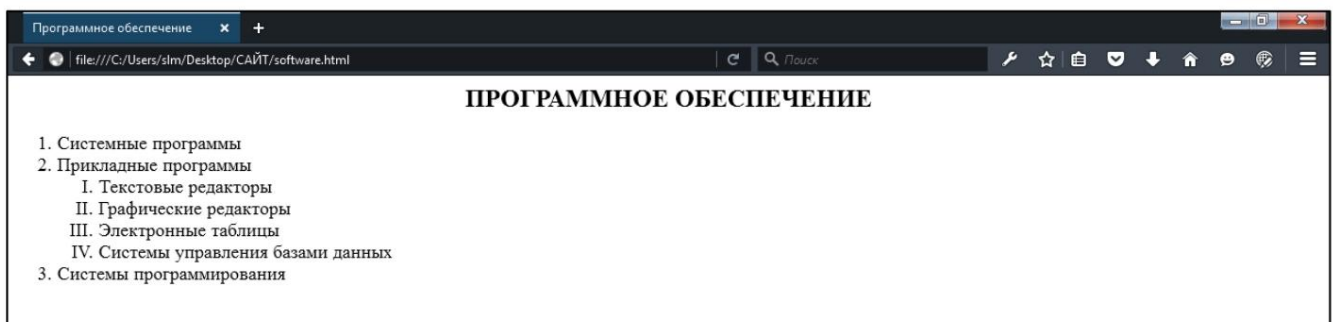 Программное обеспечение
file:///C:/Users/slm/Desktop/САЙТ/software.html
Поиск
ПРОГРАММНОЕ ОБЕСПЕЧЕНИЕ
1. Системные программы
2. Прикладные программы
I. Текстовые редакторы
II. Графические редакторы
III. Электронные таблицы
IV. Системы управления базами данных
3. Системы программирования